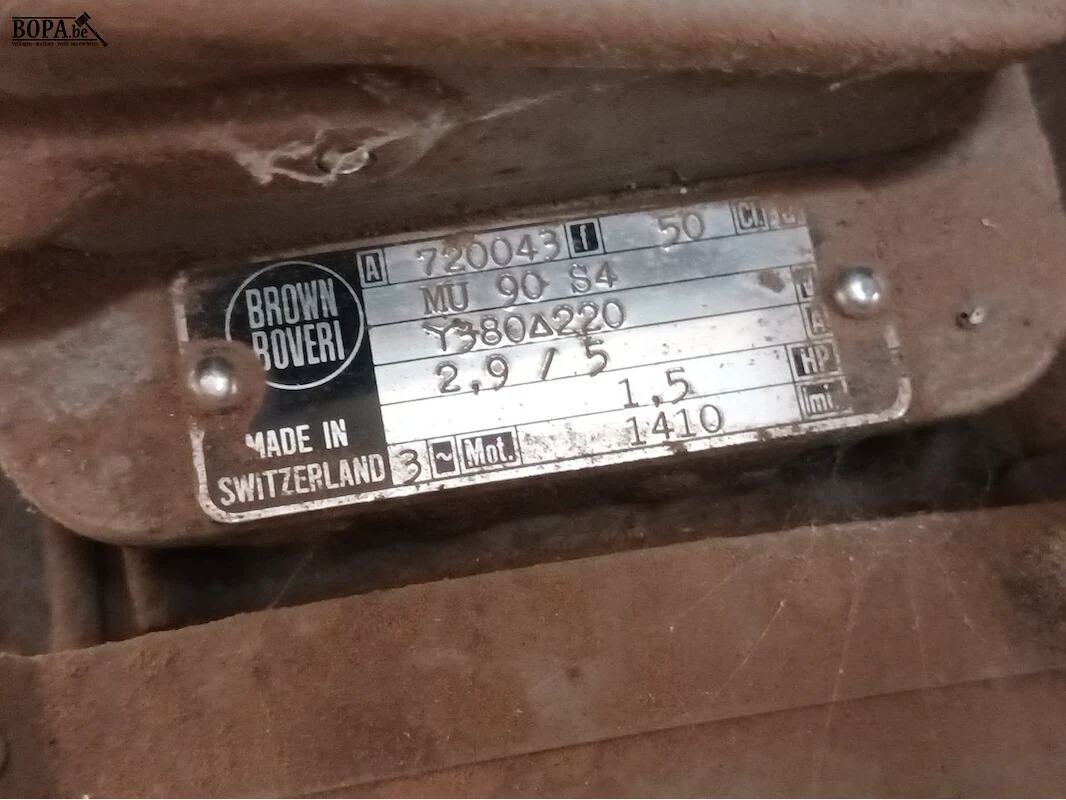 BOPA.be
BROWN
BOVERI
MADE IN
SWITZERLAND
A 720043 f 50 Cl.
MU 90 S4
Y380Δ220 V
2,9 / 5 A
1,5 HP
3 ~ Mot. 1410